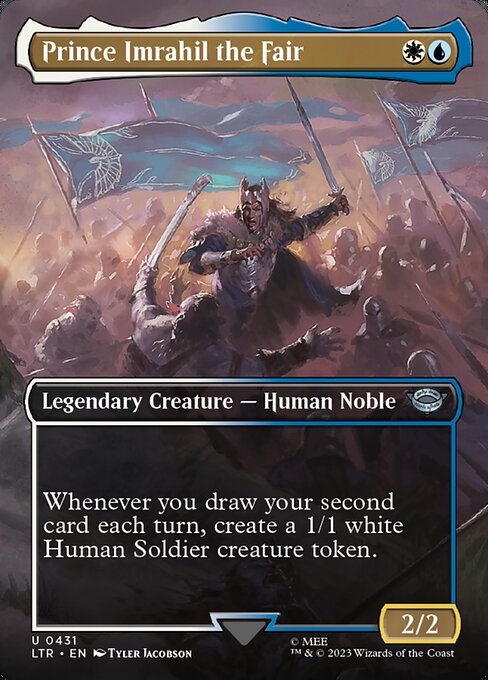 Prince Imrahil the Fair
Legendary Creature — Human Noble
Whenever you draw your second
card each turn, create a 1/1 white
Human Soldier creature token.
2/2
U 0431
LTR • EN Tyler Jacobson
© MEE
™ & © 2023 Wizards of the Coast